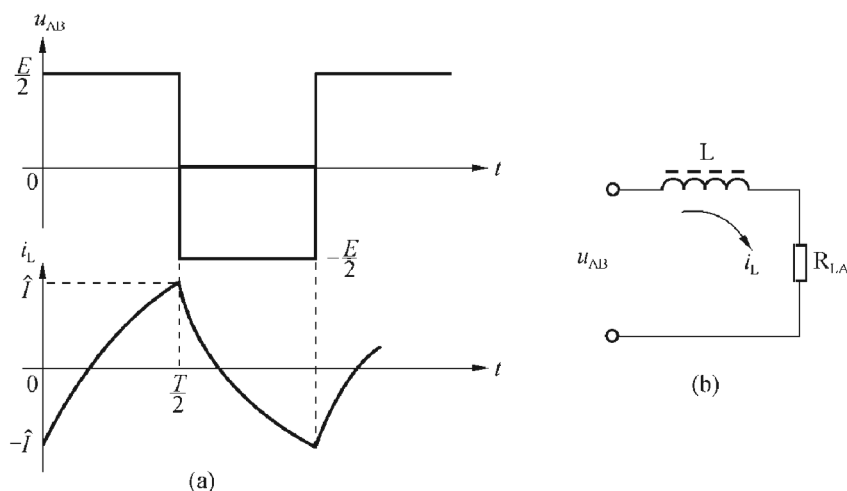 u_AB
E/2
0
t
-E/2
i_L
Î
0
T/2
t
-Î
(a)
L
u_AB
i_L
R_LA
(b)